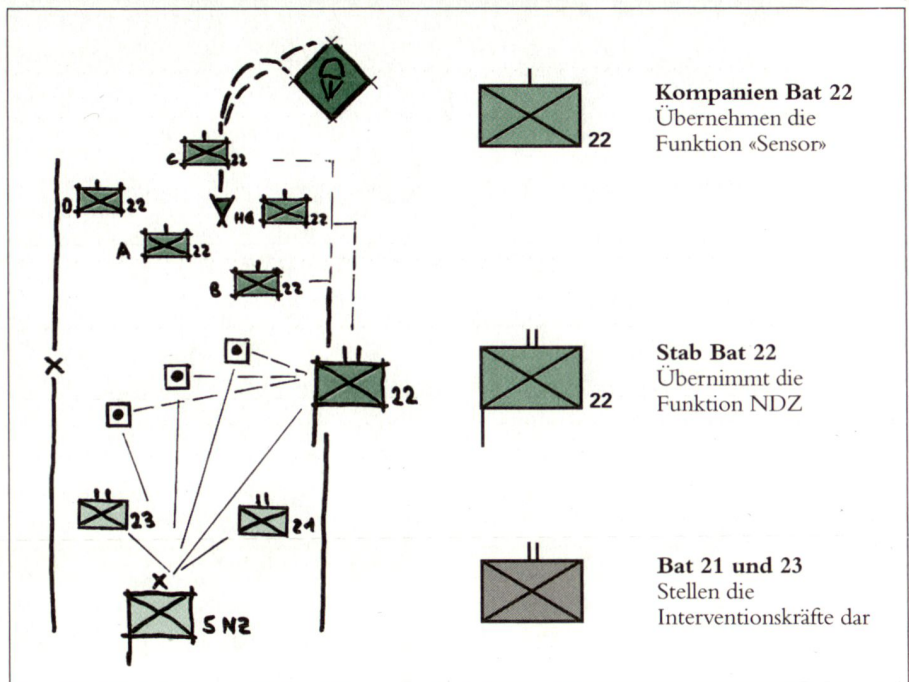 C 22
D 22
HQ 22
A 22
B 22
22
23
21
5 NZ
22
Kompanien Bat 22
Übernehmen die
Funktion «Sensor»
22
Stab Bat 22
Übernimmt die
Funktion NDZ
Bat 21 und 23
Stellen die
Interventionskräfte dar